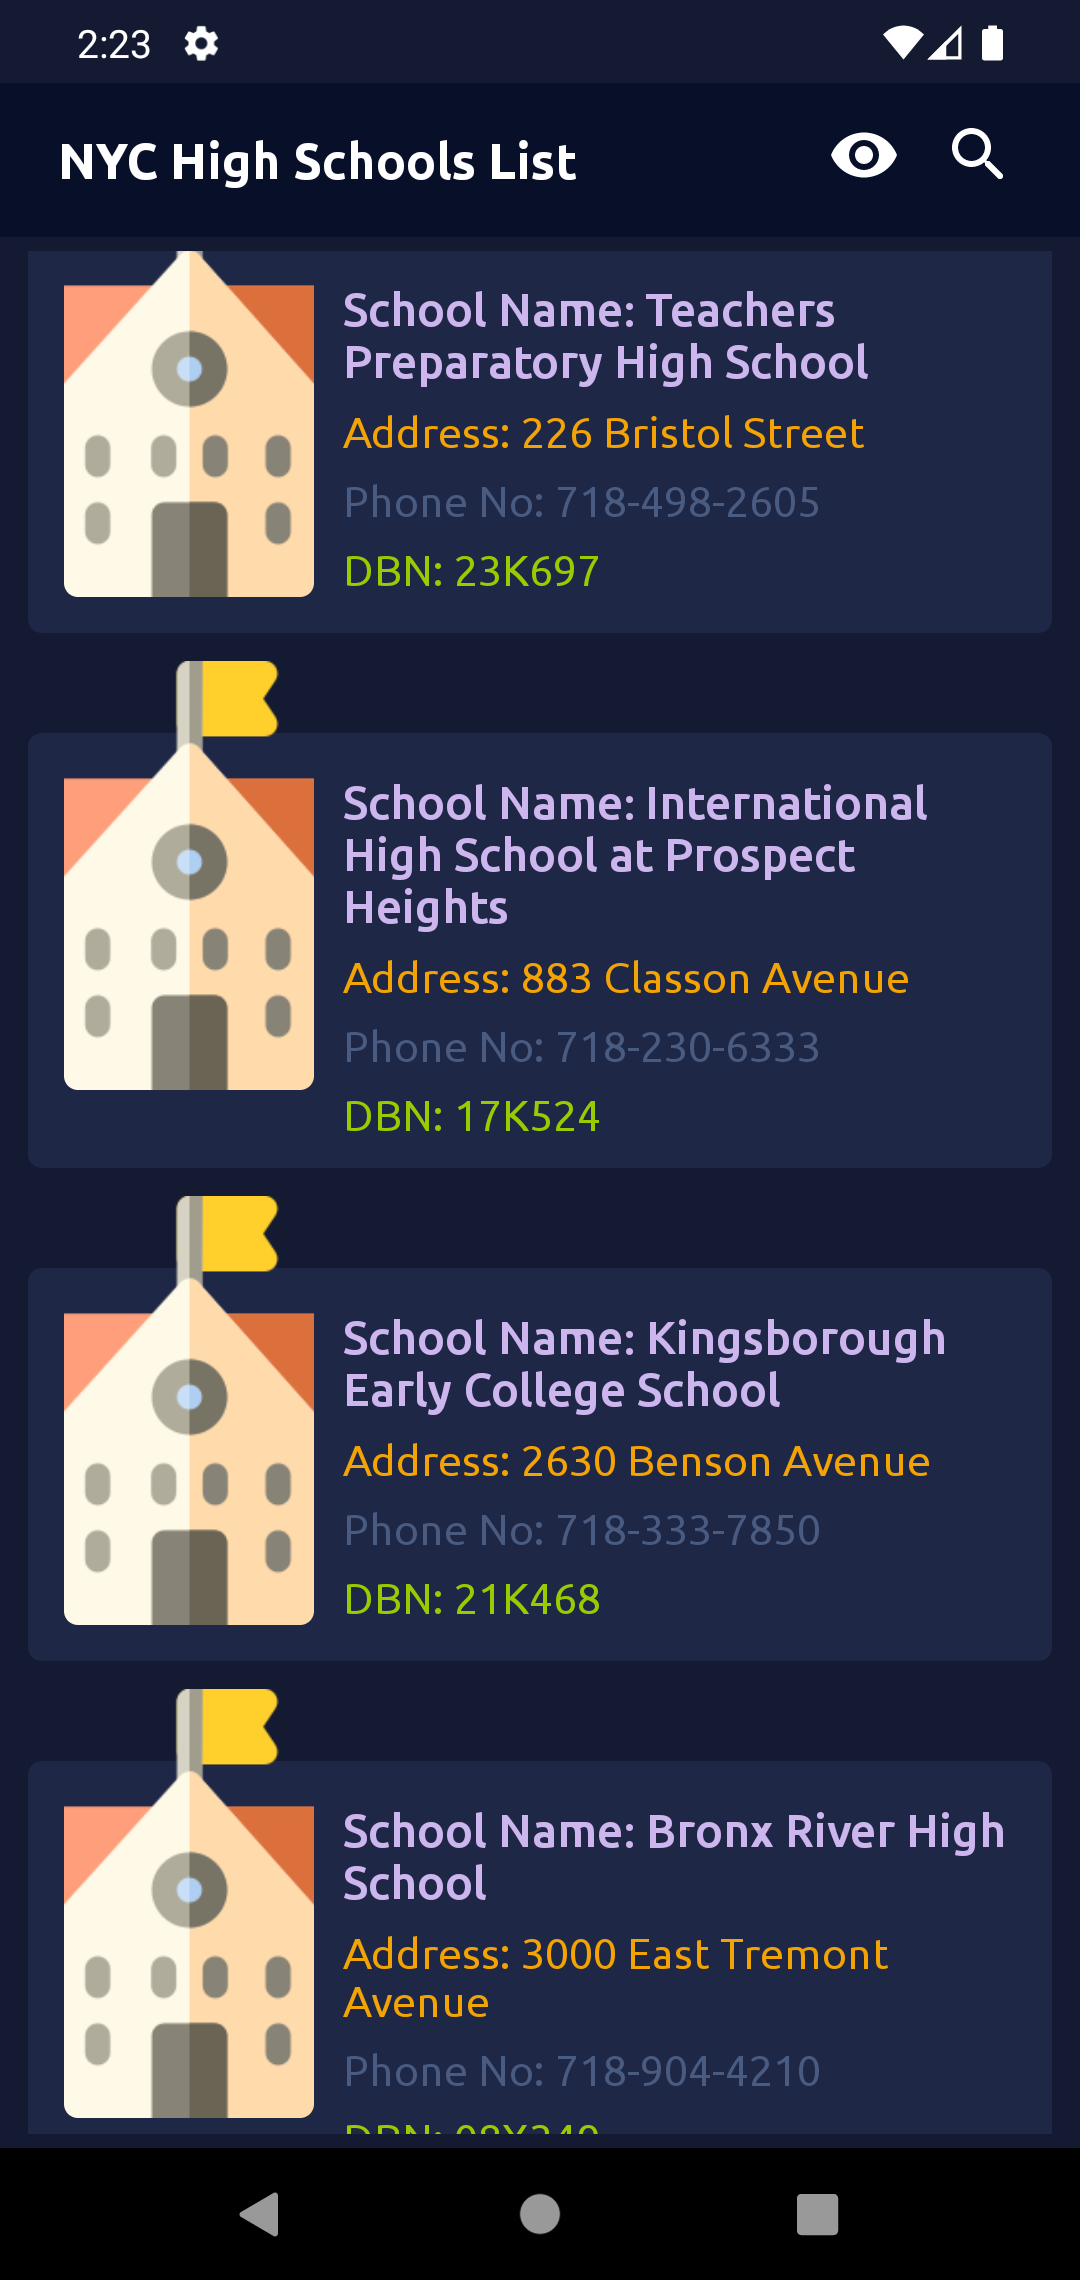 2:23
NYC High Schools List
School Name: Teachers
Preparatory High School
Address: 226 Bristol Street
Phone No: 718-498-2605
DBN: 23K697
School Name: International
High School at Prospect
Heights
Address: 883 Classon Avenue
Phone No: 718-230-6333
DBN: 17K524
School Name: Kingsborough
Early College School
Address: 2630 Benson Avenue
Phone No: 718-333-7850
DBN: 21K468
School Name: Bronx River High
School
Address: 3000 East Tremont
Avenue
Phone No: 718-904-4210
DBN: